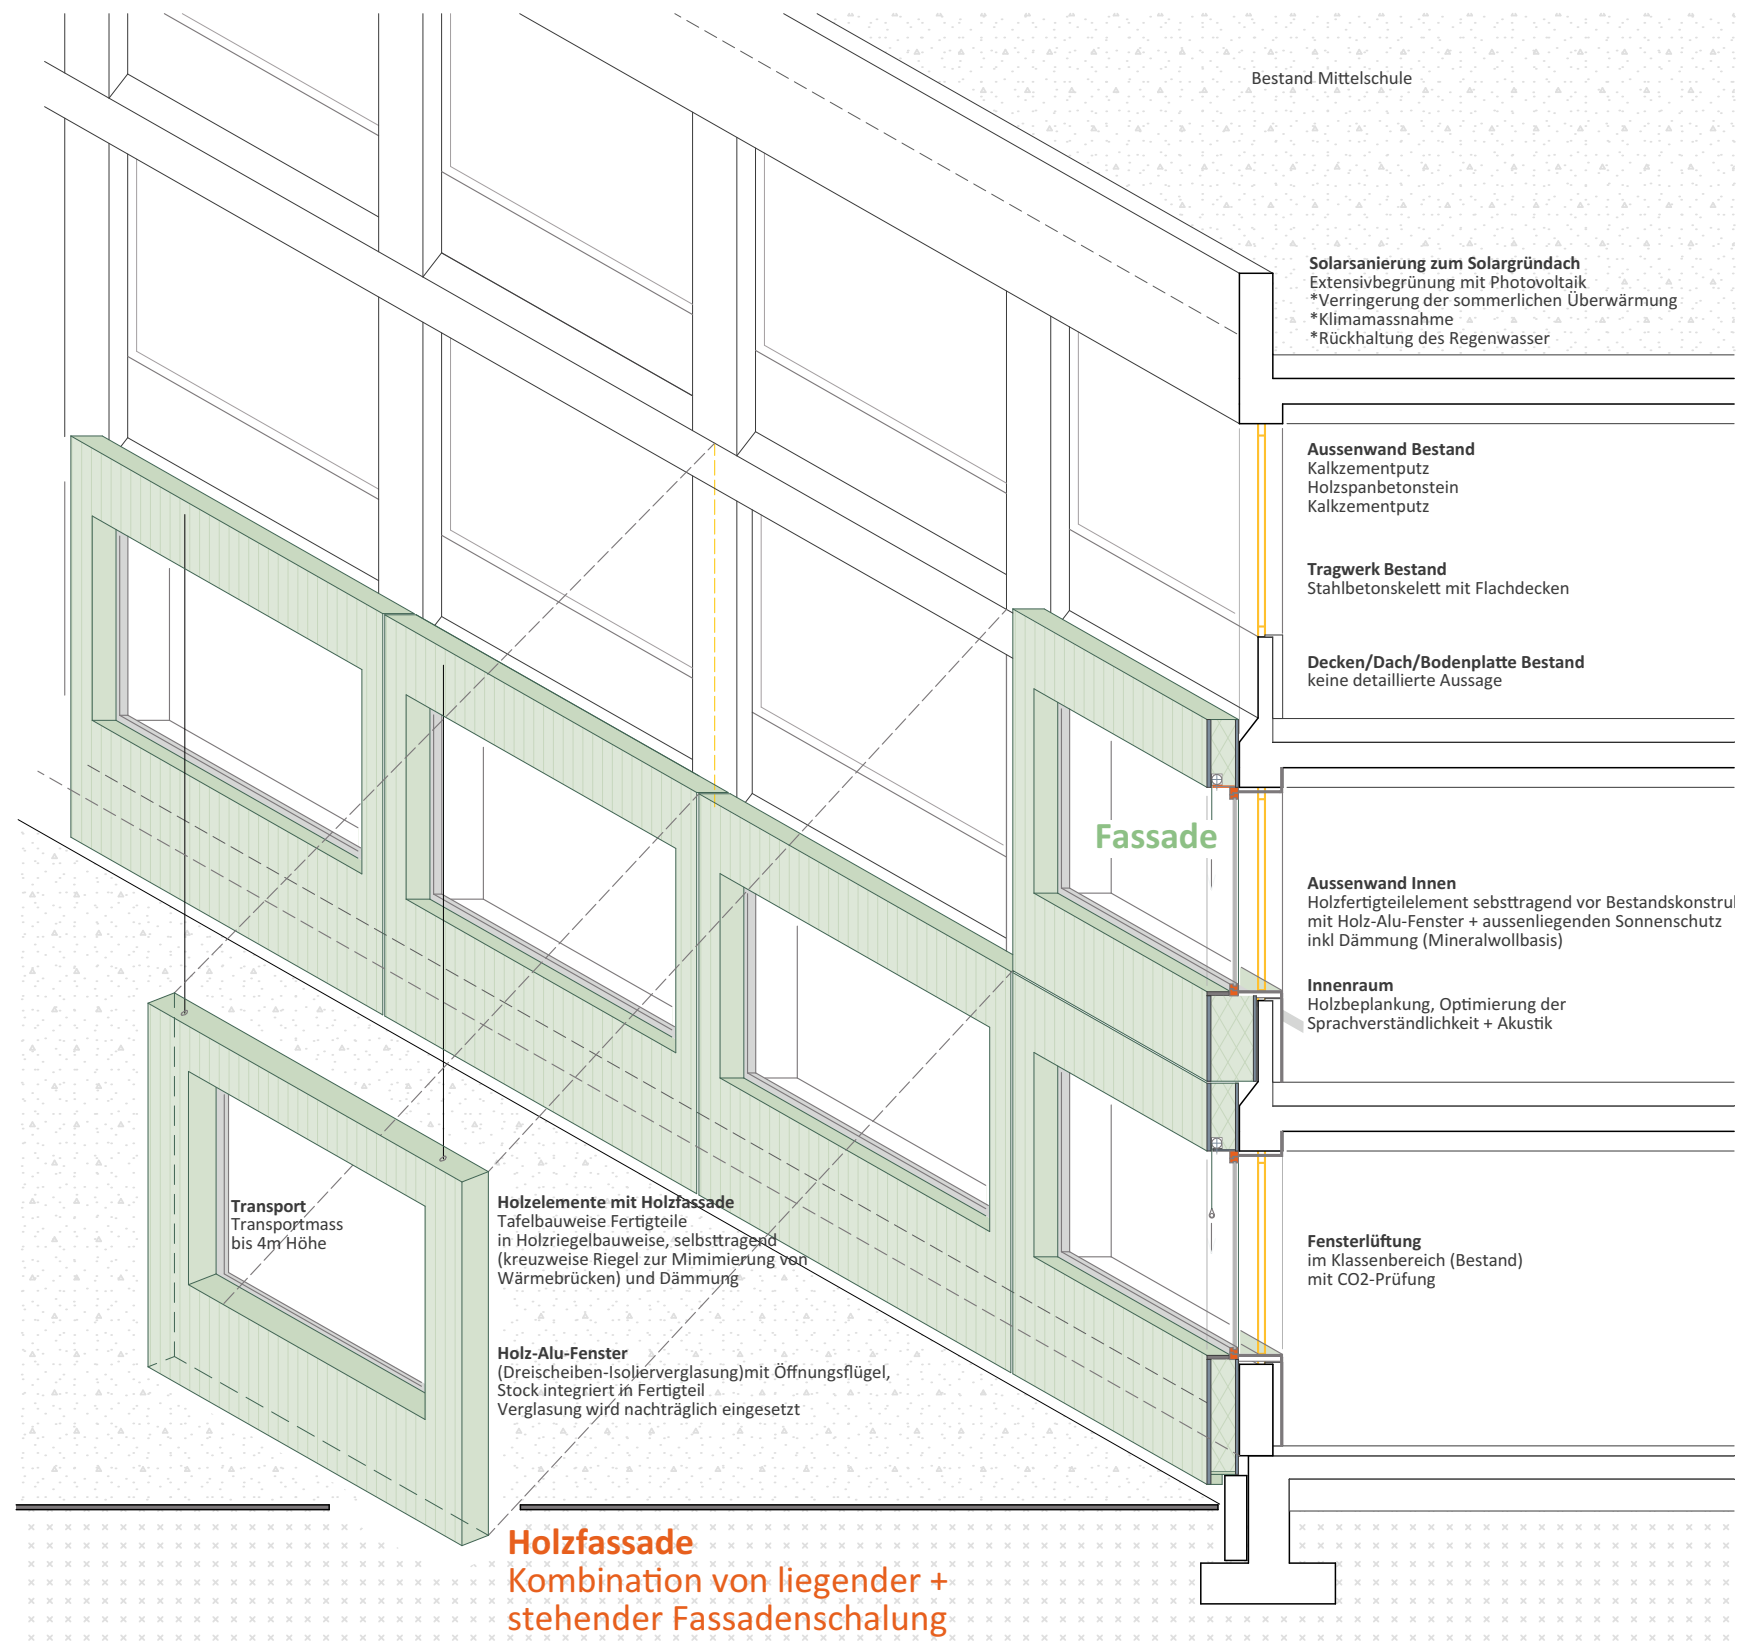 Bestand Mittelschule
Solarsanierung zum Solargründach
Extensivbegrünung mit Photovoltaik
*Verringerung der sommerlichen Überwärmung
*Klimamassnahme
*Rückhaltung des Regenwasser
Aussenwand Bestand
Kalkzementputz
Holzspanbetonstein
Kalkzementputz
Tragwerk Bestand
Stahlbetonskelett mit Flachdecken
Decken/Dach/Bodenplatte Bestand
keine detaillierte Aussage
Fassade
Aussenwand Innen
Holzfertigteilelement sebsttragend vor Bestandskonstru
mit Holz-Alu-Fenster + aussenliegenden Sonnenschutz
inkl Dämmung (Mineralwollbasis)
Innenraum
Holzbeplankung, Optimierung der
Sprachverständlichkeit + Akustik
Transport
Transportmass
bis 4m Höhe
Holzelemente mit Holzfassade
Tafelbauweise Fertigteile
in Holzriegelbauweise, selbsttragend
(kreuzweise Riegel zur Mimimierung von
Wärmebrücken) und Dämmung
Fensterlüftung
im Klassenbereich (Bestand)
mit CO2-Prüfung
Holz-Alu-Fenster
(Dreischeiben-Isolierverglasung)mit Öffnungsflügel,
Stock integriert in Fertigteil
Verglasung wird nachträglich eingesetzt
Holzfassade
Kombination von liegender +
stehender Fassadenschalung